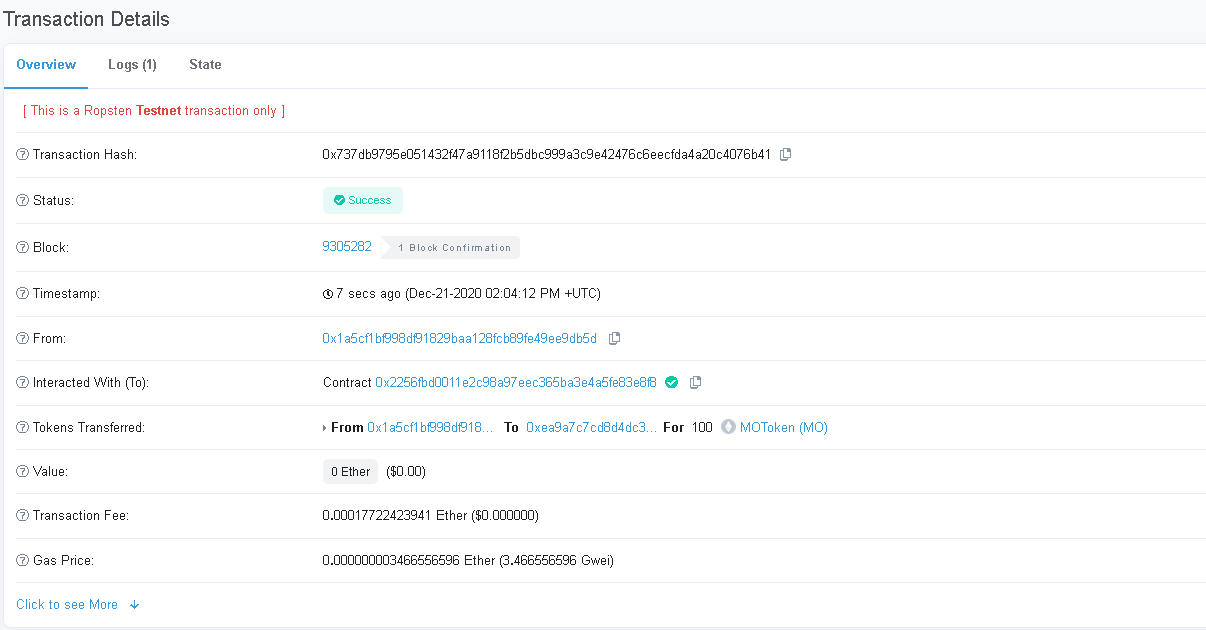 Transaction Details
Overview Logs (1) State
[ This is a Ropsten Testnet transaction only ]
Transaction Hash: 0x737db9795e051432f47a9118f2b5dbc999a3c9e42476c6eecfda4a20c4076b41
Status: Success
Block: 9305282 1 Block Confirmation
Timestamp: 7 secs ago (Dec-21-2020 02:04:12 PM +UTC)
From: 0x1a5cf1bf998df91829baa128fcb89fe49ee9db5d
Interacted With (To): Contract 0x2256fbd0011e2c98a97eec365ba3e4a5fe83e8f8
Tokens Transferred: From 0x1a5cf1bf998df918... To 0xea9a7c7cd8d4dc3... For 100 MOToken (MO)
Value: 0 Ether ($0.00)
Transaction Fee: 0.00017722423941 Ether ($0.000000)
Gas Price: 0.000000003466556596 Ether (3.466556596 Gwei)
Click to see More